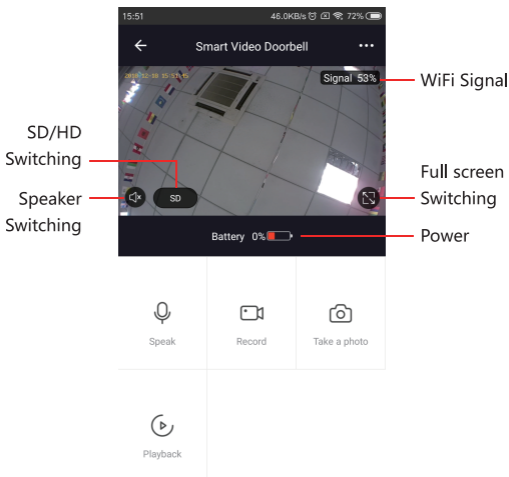 15:51
46.0KB/s 72%
Smart Video Doorbell
Signal 53%
WiFi Signal
SD/HD
Switching
SD
Speaker
Switching
Full screen
Switching
Battery 0%
Power
Speak
Record
Take a photo
Playback